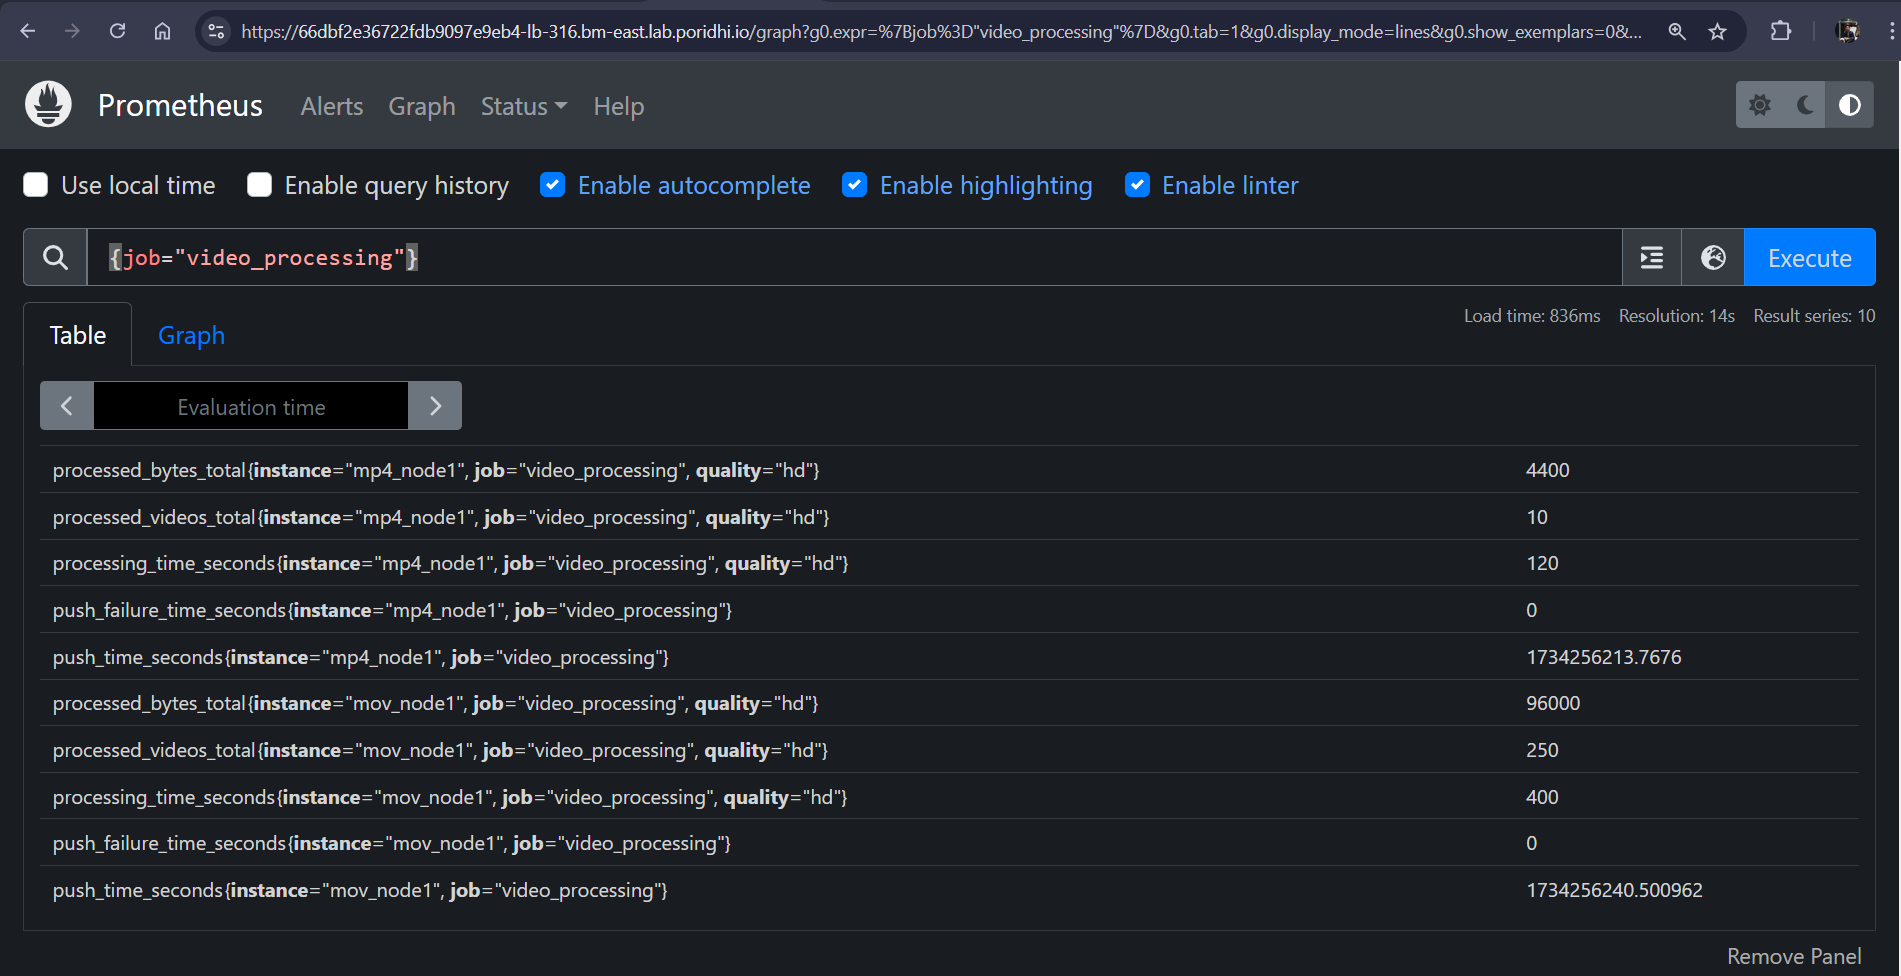 https://66dbf2e36722fdb9097e9eb4-lb-316.bm-east.lab.poridhi.io/graph?g0.expr=%7Bjob%3D"video_processing"%7D&g0.tab=1&g0.display_mode=lines&g0.show_exemplars=0&...
Prometheus Alerts Graph Status Help
Use local time Enable query history Enable autocomplete Enable highlighting Enable linter
{job="video_processing"} Execute
Table Graph Load time: 836ms Resolution: 14s Result series: 10
Evaluation time
processed_bytes_total{instance="mp4_node1", job="video_processing", quality="hd"} 4400
processed_videos_total{instance="mp4_node1", job="video_processing", quality="hd"} 10
processing_time_seconds{instance="mp4_node1", job="video_processing", quality="hd"} 120
push_failure_time_seconds{instance="mp4_node1", job="video_processing"} 0
push_time_seconds{instance="mp4_node1", job="video_processing"} 1734256213.7676
processed_bytes_total{instance="mov_node1", job="video_processing", quality="hd"} 96000
processed_videos_total{instance="mov_node1", job="video_processing", quality="hd"} 250
processing_time_seconds{instance="mov_node1", job="video_processing", quality="hd"} 400
push_failure_time_seconds{instance="mov_node1", job="video_processing"} 0
push_time_seconds{instance="mov_node1", job="video_processing"} 1734256240.500962
Remove Panel